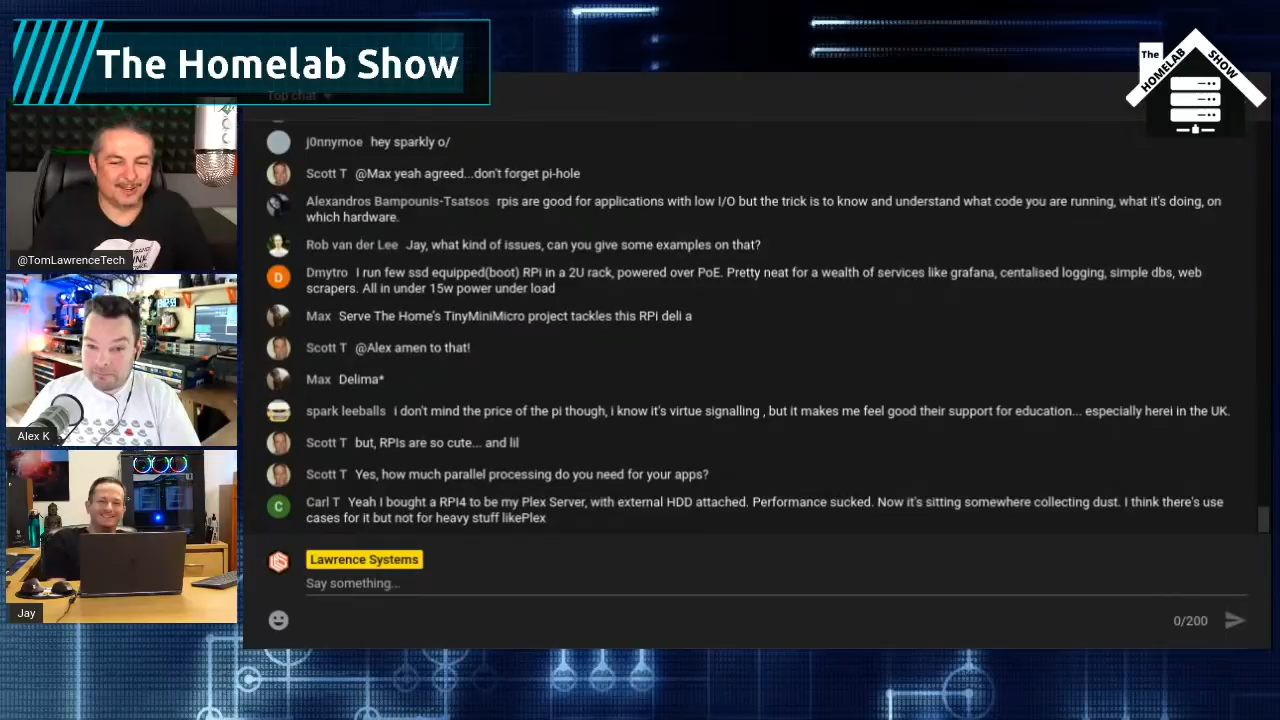 The Homelab Show
The
HOMELAB
SHOW
Top chat
@TomLawrenceTech
Alex K
Jay
j0nnymoe hey sparkly o/
Scott T @Max yeah agreed...don't forget pi-hole
Alexandros Bampounis-Tsatsos rpis are good for applications with low I/O but the trick is to know and understand what code you are running, what it's doing, on
which hardware.
Rob van der Lee Jay, what kind of issues, can you give some examples on that?
D
Dmytro I run few ssd equipped(boot) RPi in a 2U rack, powered over PoE. Pretty neat for a wealth of services like grafana, centalised logging, simple dbs, web
scrapers. All in under 15w power under load
Max Serve The Home's TinyMiniMicro project tackles this RPi deli a
Scott T @Alex amen to that!
Max Delima*
spark leeballs i don't mind the price of the pi though, i know it's virtue signalling , but it makes me feel good their support for education... especially herei in the UK.
Scott T but, RPIs are so cute... and lil
Scott T Yes, how much parallel processing do you need for your apps?
C
Carl T Yeah I bought a RPI4 to be my Plex Server, with external HDD attached. Performance sucked. Now it's sitting somewhere collecting dust. I think there's use
cases for it but not for heavy stuff likePlex
Lawrence Systems
Say something...
0/200